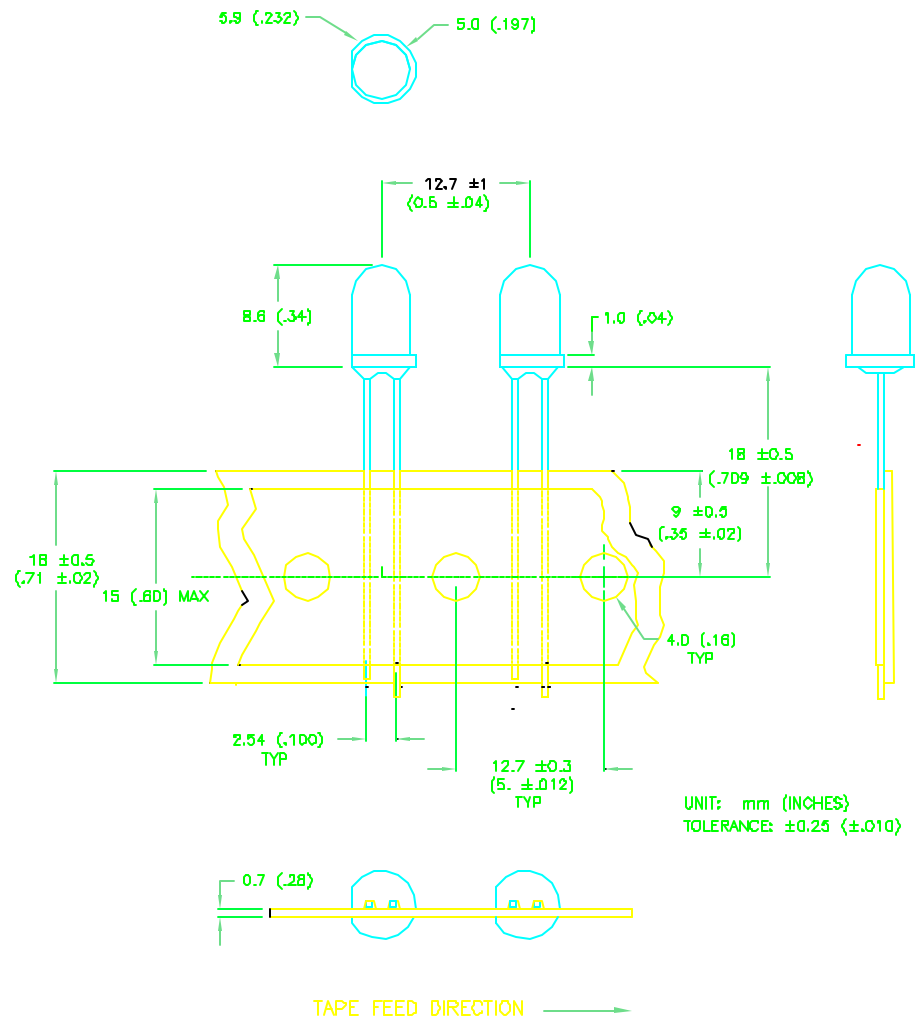 5.9 (.232)
5.0 (.197)
12.7 ±1
(0.5 ±.04)
8.6 (.34)
1.0 (.04)
18 ±0.5
(.709 ±.008)
9 ±0.5
(.35 ±.02)
18 ±0.5
(.71 ±.02)
15 (.60) MAX
4.0 (.16)
TYP
2.54 (.100)
TYP
12.7 ±0.3
(5. ±.012)
TYP
UNIT: mm (INCHES)
TOLERANCE: ±0.25 (±.010)
0.7 (.28)
TAPE FEED DIRECTION